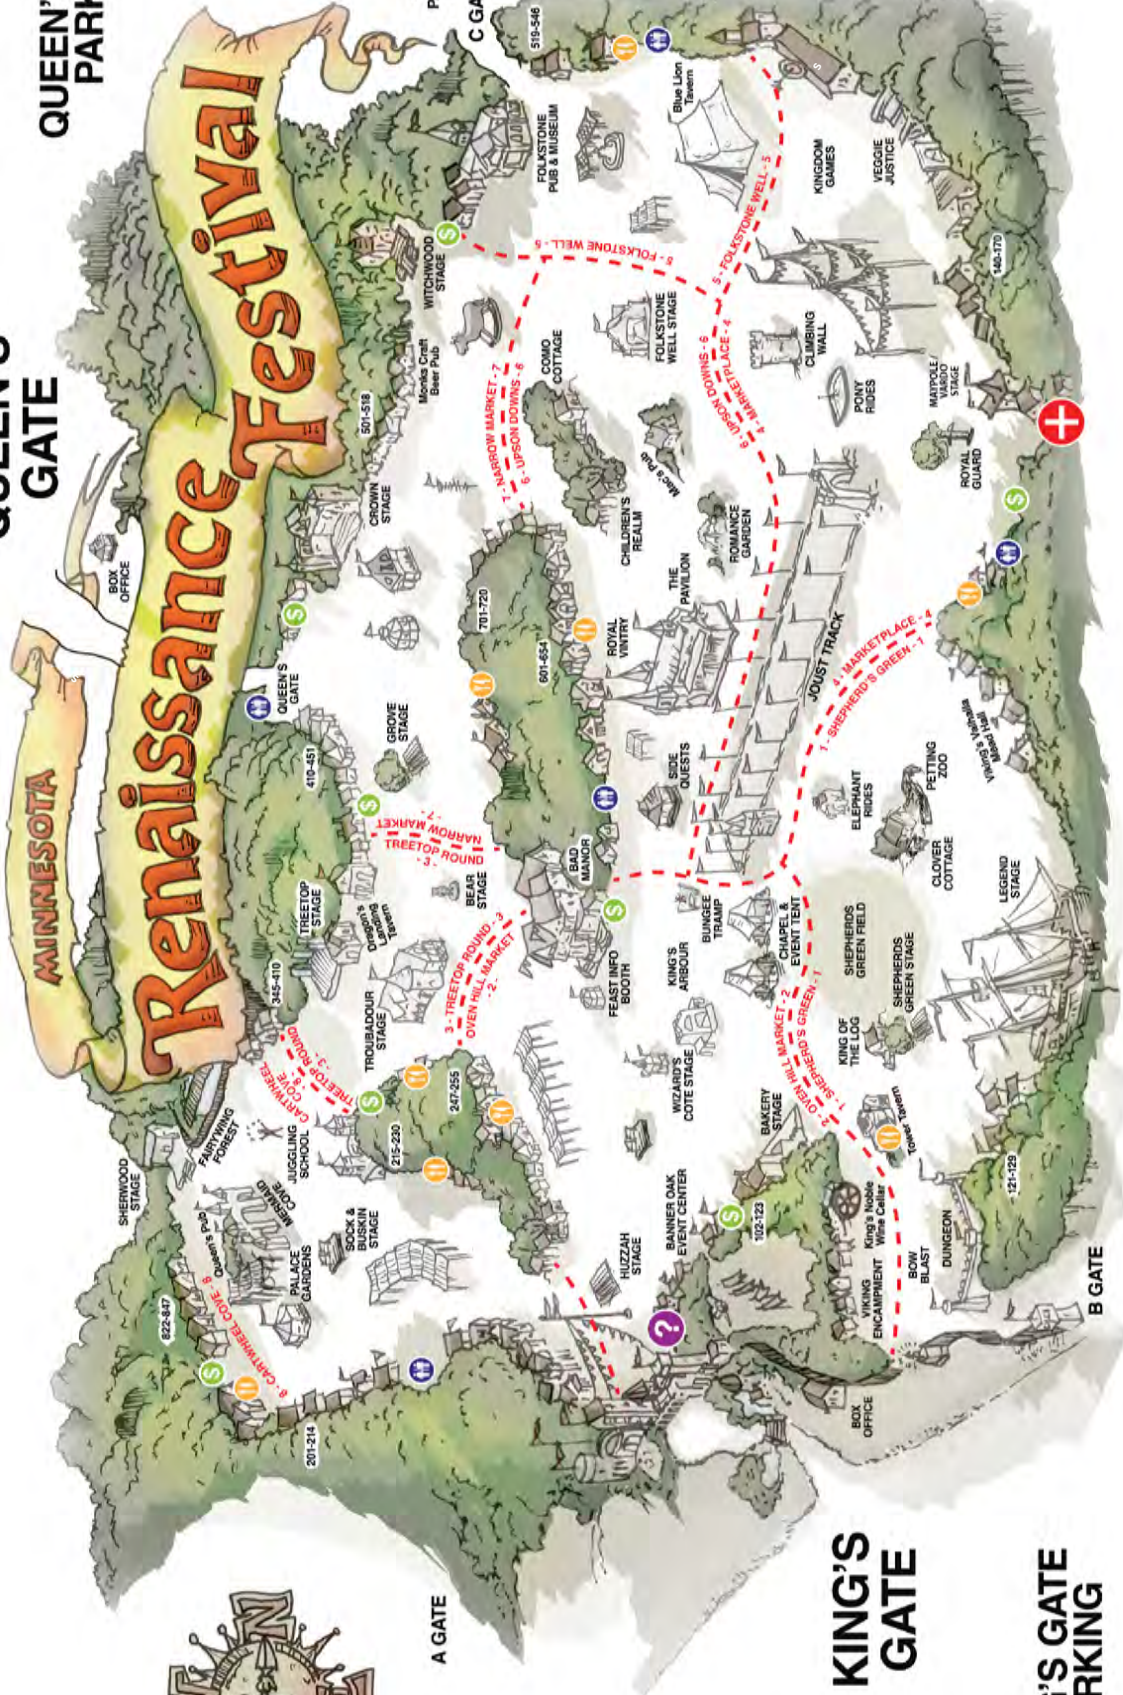 MINNESOTA
Renaissance Festival
QUEEN'S
GATE
QUEEN'
PARK
BOX
OFFICE
C GA
A GATE
SHERWOOD
STAGE
FAIRYWING
FOREST
822-847
Queen's Pub
MERMAID
COVE
JUGGLING
SCHOOL
PALACE
GARDENS
SOCK &
BUSKIN
STAGE
8 - CARTWHEEL COVE - 8
201-214
CARTWHEEL
COVE
- 8 -
- 3 -
TREETOP ROUND
345-410
TREETOP
STAGE
410-451
QUEEN'S
GATE
Dragon's
Landing
Tavern
TROUBADOUR
STAGE
215-230
247-255
GROVE
STAGE
NARROW MARKET
- 7 -
TREETOP ROUND
- 3 -
BEAR
STAGE
3 - TREETOP ROUND - 3
OVEN HILL MARKET
- 2 -
CROWN
STAGE
501-518
Monks Craft
Beer Pub
WITCHWOOD
STAGE
519-546
FOLKSTONE
PUB & MUSEUM
701-720
601-654
7 - NARROW MARKET - 7
6 - UPSON DOWNS - 6
COMO
COTTAGE
5 - FOLKSTONE WELL - 5
BAD
MANOR
ROYAL
VINTRY
CHILDREN'S
REALM
Mac's Pub
FOLKSTONE
WELL STAGE
Blue Lion
Tavern
HUZZAH
STAGE
FEAST INFO
BOOTH
BANNER OAK
EVENT CENTER
WIZARD'S
COTE STAGE
KING'S
ARBOUR
BUNGEE
TRAMP
SIDE
QUESTS
THE
PAVILION
ROMANCE
GARDEN
6 - UPSON DOWNS - 6
4 - MARKETPLACE - 4
5 - FOLKSTONE WELL - 5
102-123
BAKERY
STAGE
CHAPEL &
EVENT TENT
2 - OVEN HILL MARKET - 2
1 - SHEPHERD'S GREEN - 1
JOUST TRACK
CLIMBING
WALL
KINGDOM
GAMES
PONY
RIDES
VEGGIE
JUSTICE
4 - MARKETPLACE - 4
1 - SHEPHERD'S GREEN - 1
BOX
OFFICE
VIKING
ENCAMPMENT
King's Noble
Wine Cellar
Tower Tavern
KING OF
THE LOG
SHEPHERDS
GREEN FIELD
SHEPHERDS
GREEN STAGE
ELEPHANT
RIDES
BOW
BLAST
DUNGEON
CLOVER
COTTAGE
PETTING
ZOO
MAYPOLE
VARDO
STAGE
ROYAL
GUARD
140-170
121-129
LEGEND
STAGE
Viking's Valhalla
Mead Hall
KING'S
GATE
'S GATE
RKING
B GATE
N